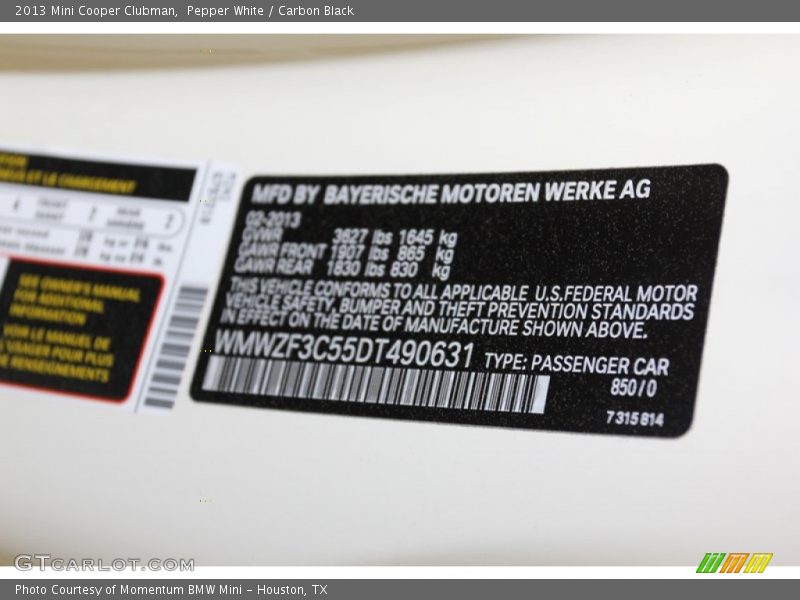 2013 Mini Cooper Clubman,  Pepper White / Carbon Black
MFD BY BAYERISCHE MOTOREN WERKE AG
02-2013
GVWR 3627 lbs 1645 kg
GAWR FRONT 1907 lbs 865 kg
GAWR REAR 1830 lbs 830 kg
THIS VEHICLE CONFORMS TO ALL APPLICABLE U.S.FEDERAL MOTOR
VEHICLE SAFETY, BUMPER AND THEFT PREVENTION STANDARDS
IN EFFECT ON THE DATE OF MANUFACTURE SHOWN ABOVE.
WMWZF3C55DT490631 TYPE: PASSENGER CAR
850/0
7 315 814
SEE OWNER'S MANUAL
FOR ADDITIONAL
INFORMATION
VOIR LE MANUEL DE
L'USAGER POUR PLUS
DE RENSEIGNEMENTS
GTCARLOT.COM
Photo Courtesy of Momentum BMW Mini - Houston, TX